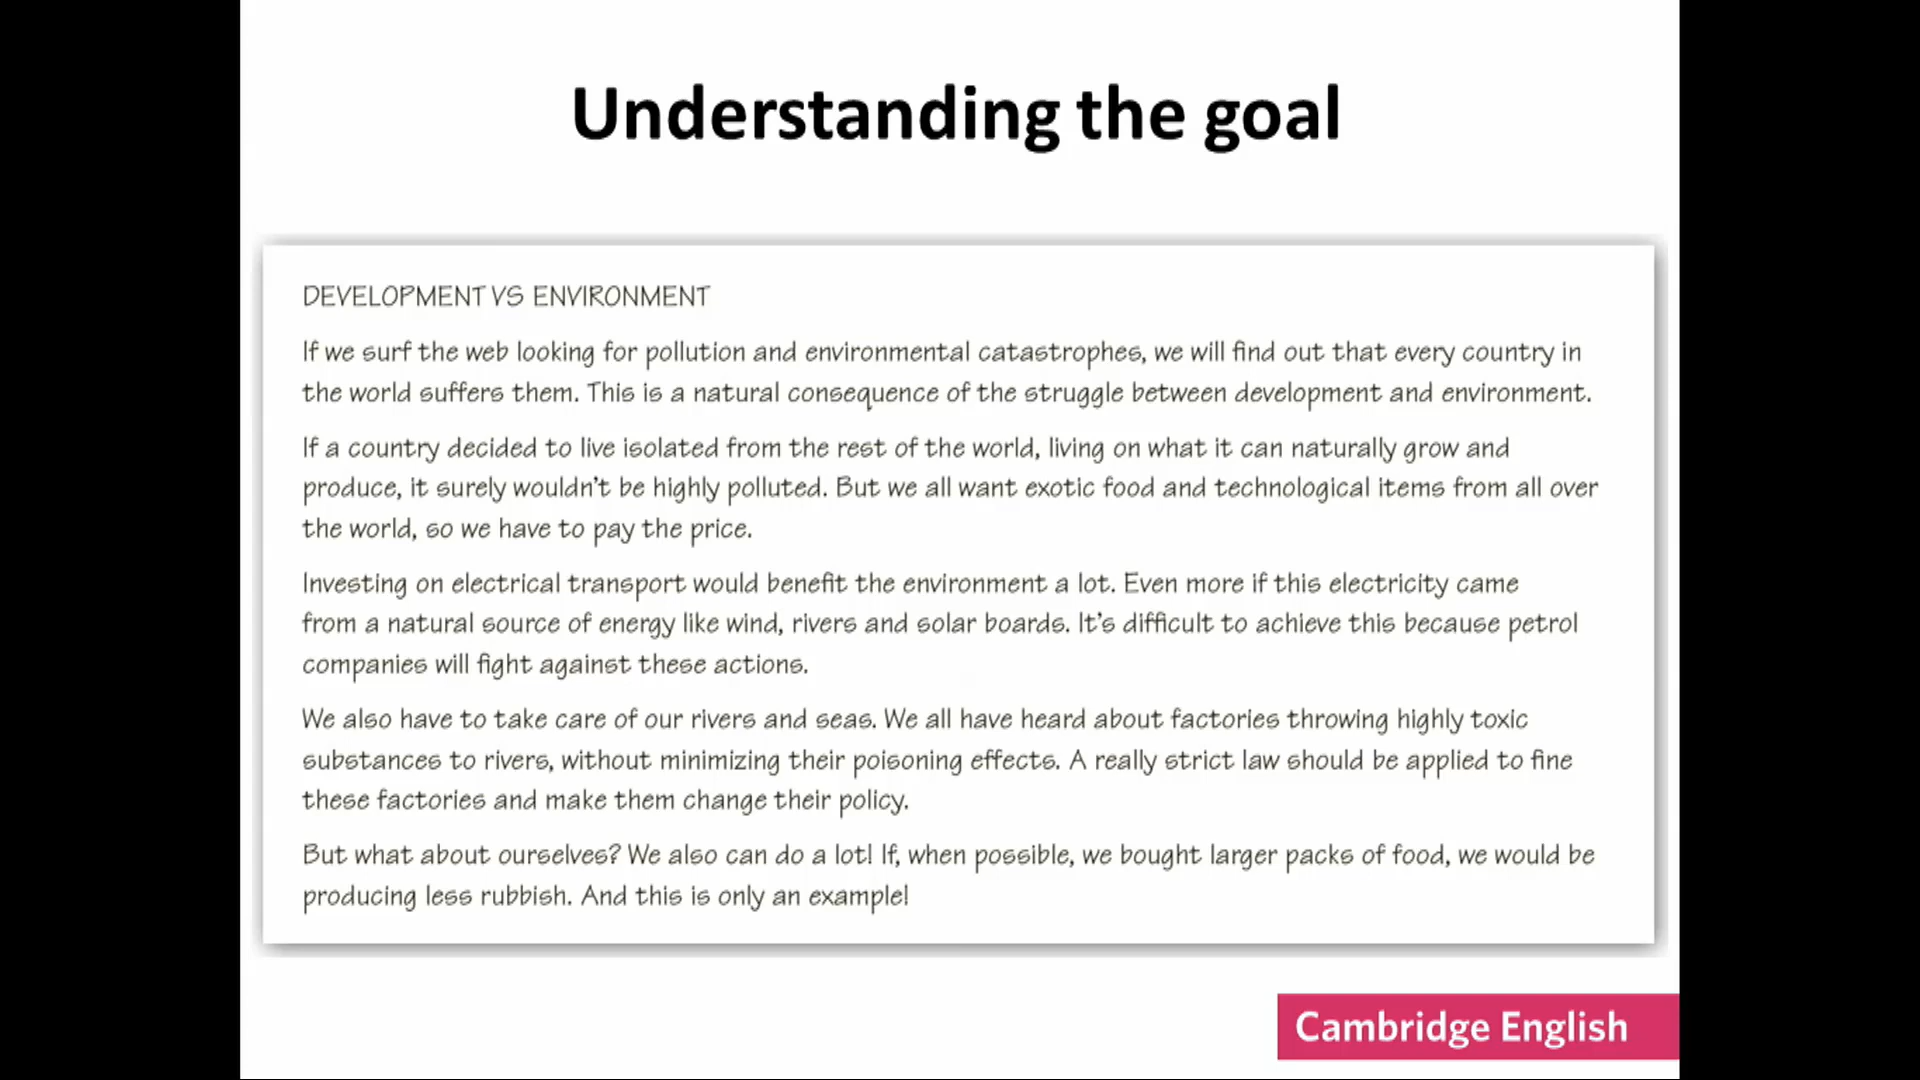 Understanding the goal
DEVELOPMENT VS ENVIRONMENT
If we surf the web looking for pollution and environmental catastrophes, we will find out that every country in
the world suffers them. This is a natural consequence of the struggle between development and environment.
If a country decided to live isolated from the rest of the world, living on what it can naturally grow and
produce, it surely wouldn't be highly polluted. But we all want exotic food and technological items from all over
the world, so we have to pay the price.
Investing on electrical transport would benefit the environment a lot. Even more if this electricity came
from a natural source of energy like wind, rivers and solar boards. It's difficult to achieve this because petrol
companies will fight against these actions.
We also have to take care of our rivers and seas. We all have heard about factories throwing highly toxic
substances to rivers, without minimizing their poisoning effects. A really strict law should be applied to fine
these factories and make them change their policy.
But what about ourselves? We also can do a lot! If, when possible, we bought larger packs of food, we would be
producing less rubbish. And this is only an example!
Cambridge English